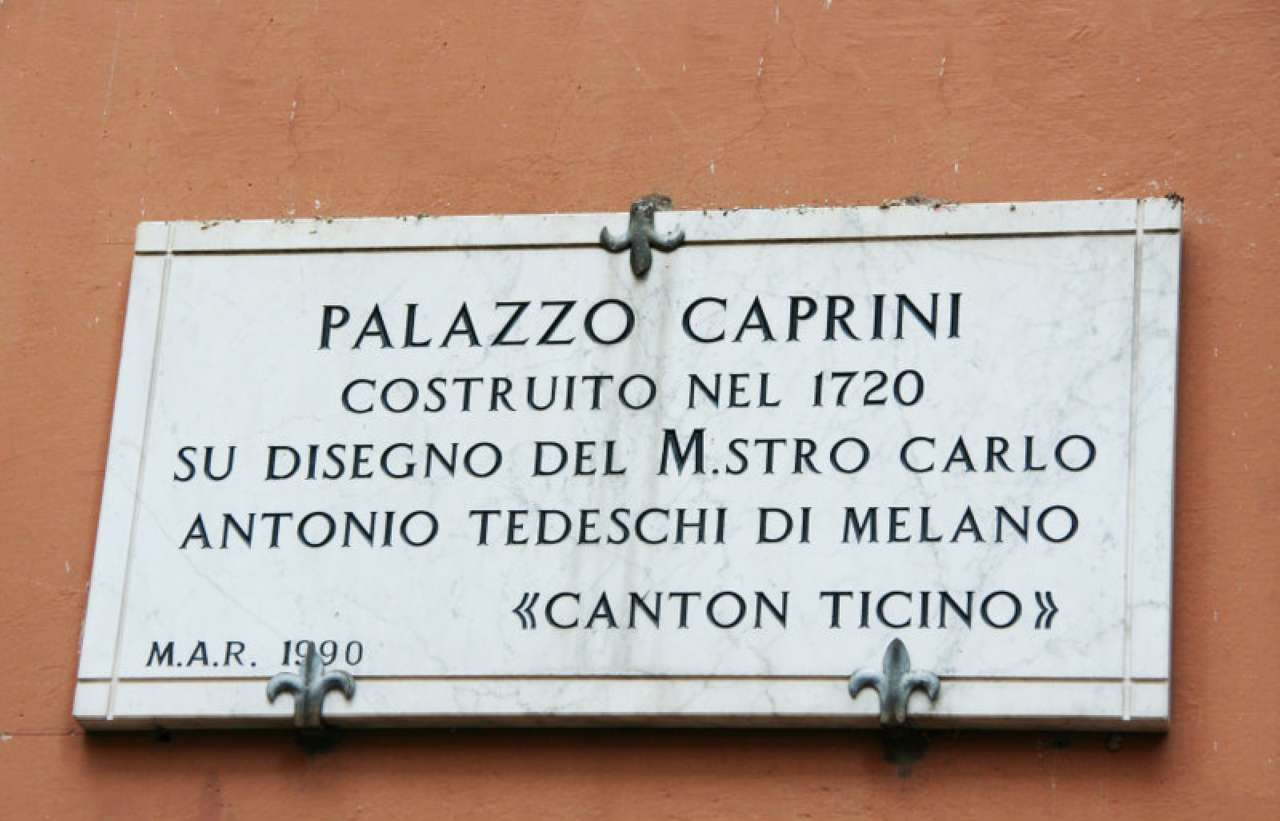 PALAZZO CAPRINI
COSTRUITO NEL 1720
SU DISEGNO DEL M.STRO CARLO
ANTONIO TEDESCHI DI MELANO
«CANTON TICINO»
M.A.R. 1990